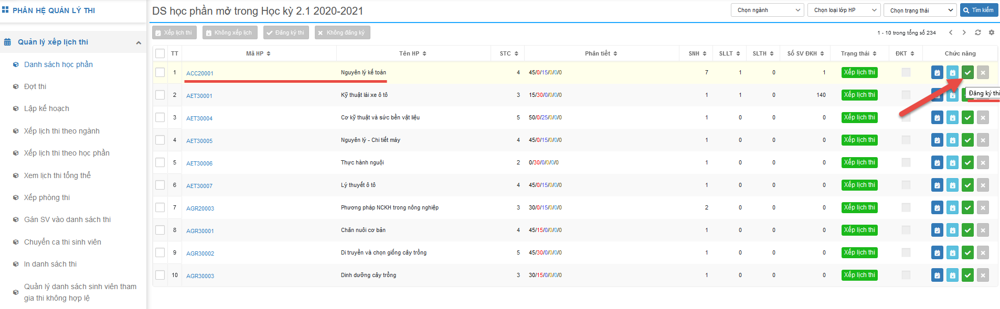 PHÂN HỆ QUẢN LÝ THI
Quản lý xếp lịch thi
Danh sách học phần
Đợt thi
Lập kế hoạch
Xếp lịch thi theo ngành
Xếp lịch thi theo học phần
Xem lịch thi tổng thể
Xếp phòng thi
Gán SV vào danh sách thi
Chuyển ca thi sinh viên
In danh sách thi
Quản lý danh sách sinh viên tham
gia thi không hợp lệ
DS học phần mở trong Học kỳ 2.1 2020-2021
Chọn ngành Chọn loại lớp HP Chọn trạng thái Tìm kiếm
Xếp lịch thi Không xếp lịch Đăng ký thi Không đăng ký 1 - 10 trong tổng số 234
TT Mã HP Tên HP STC Phân tiết SNH SLLT SLTH Số SV ĐKH Trạng thái ĐKT Chức năng
1 ACC20001 Nguyên lý kế toán 4 45/0/15/0/0/0 7 1 0 1 Xếp lịch thi
Đăng ký thi
2 AET30001 Kỹ thuật lái xe ô tô 3 15/30/0/0/0/0 1 1 0 140 Xếp lịch thi
3 AET30004 Cơ kỹ thuật và sức bền vật liệu 5 50/0/25/0/0/0 1 0 0 0 Xếp lịch thi
4 AET30005 Nguyên lý - Chi tiết máy 4 45/0/15/0/0/0 1 0 0 0 Xếp lịch thi
5 AET30006 Thực hành nguội 2 0/30/0/0/0/0 1 0 0 0 Xếp lịch thi
6 AET30007 Lý thuyết ô tô 4 45/0/15/0/0/0 1 0 0 0 Xếp lịch thi
7 AGR20003 Phương pháp NCKH trong nông nghiệp 3 30/0/15/0/0/0 2 0 0 0 Xếp lịch thi
8 AGR30001 Chăn nuôi cơ bản 4 45/15/0/0/0/0 1 0 0 0 Xếp lịch thi
9 AGR30002 Di truyền và chọn giống cây trồng 5 45/30/0/0/0/0 1 0 0 0 Xếp lịch thi
10 AGR30003 Dinh dưỡng cây trồng 3 30/15/0/0/0/0 1 0 0 0 Xếp lịch thi